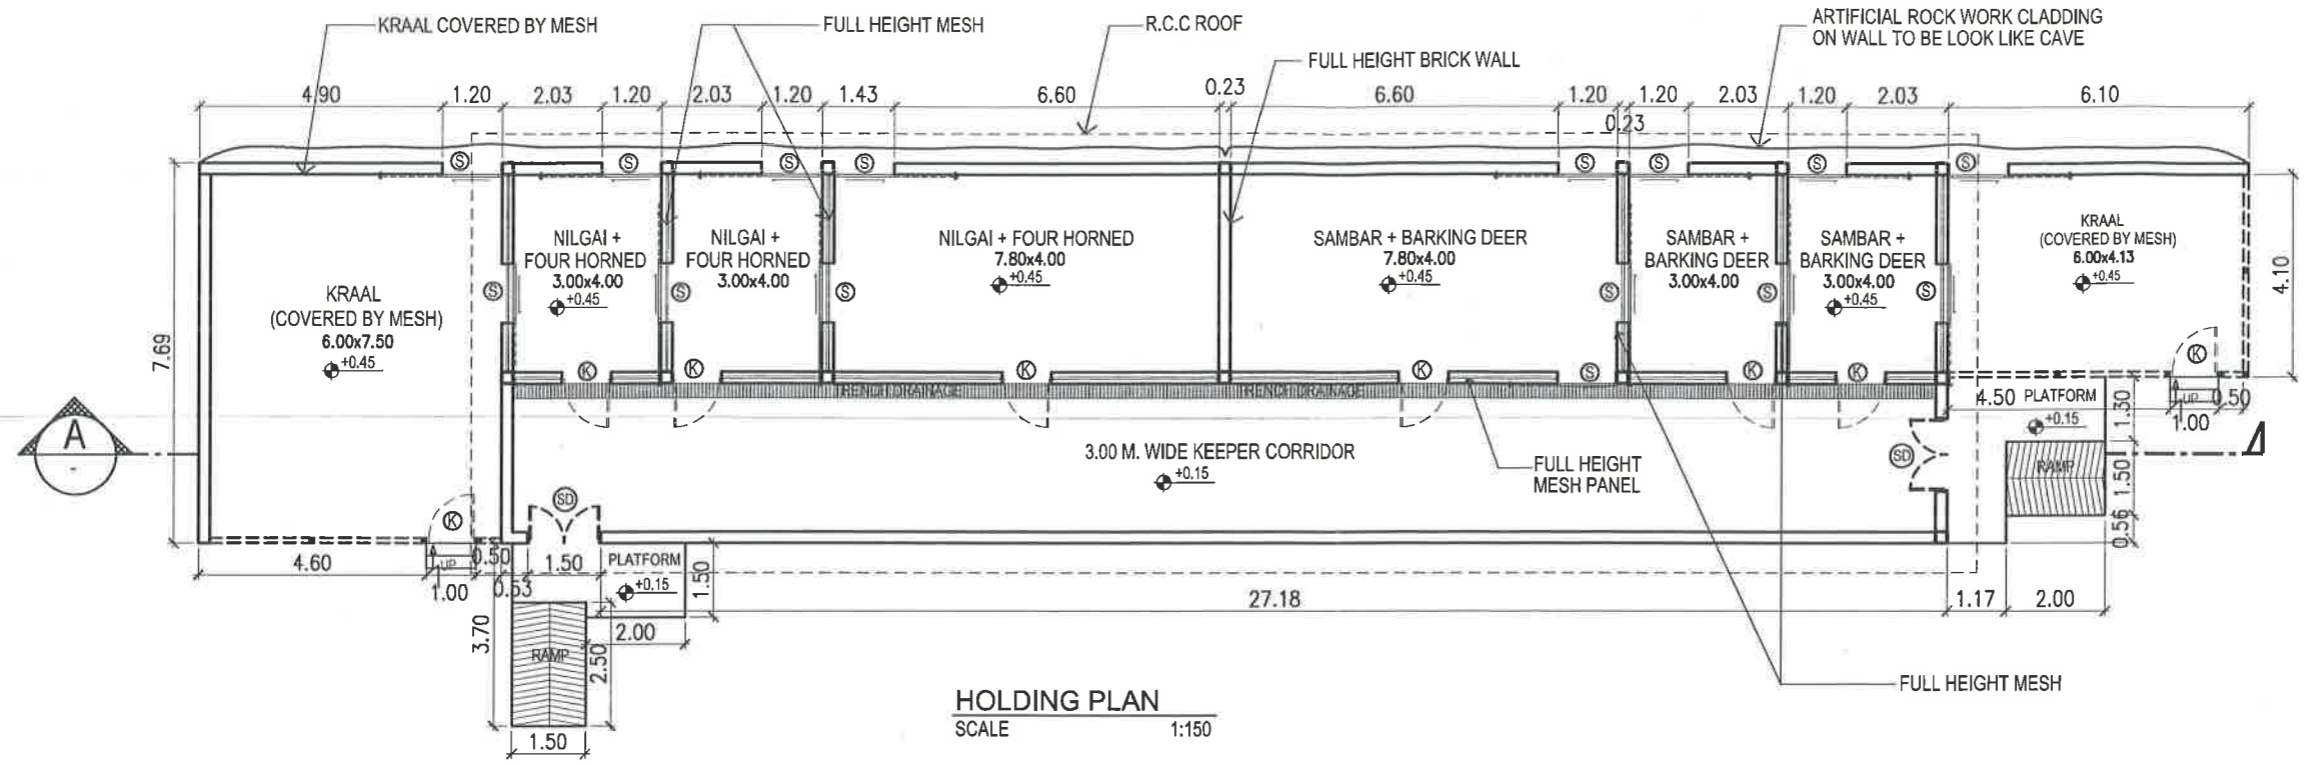 KRAAL COVERED BY MESH
FULL HEIGHT MESH
R.C.C ROOF
ARTIFICIAL ROCK WORK CLADDING
ON WALL TO BE LOOK LIKE CAVE
FULL HEIGHT BRICK WALL
4.90 1.20 2.03 1.20 2.03 1.20 1.43 6.60 0.23 6.60 1.20 1.20 2.03 1.20 2.03 6.10
0.23
S S S S S S S S
NILGAI +
FOUR HORNED
3.00x4.00
+0.45
NILGAI +
FOUR HORNED
3.00x4.00
NILGAI + FOUR HORNED
7.80x4.00
+0.45
SAMBAR + BARKING DEER
7.80x4.00
+0.45
SAMBAR +
BARKING DEER
3.00x4.00
SAMBAR +
BARKING DEER
3.00x4.00
+0.45
KRAAL
(COVERED BY MESH)
6.00x4.13
+0.45
4.10
KRAAL
(COVERED BY MESH)
6.00x7.50
+0.45
7.69
S S S S S S
K K K K S K K K
TRENCH DRAINAGE TRENCH DRAINAGE
4.50 PLATFORM UP 0.50
+0.15
1.00
1.30
A
-
3.00 M. WIDE KEEPER CORRIDOR
+0.15
FULL HEIGHT
MESH PANEL
SD
RAMP
1.50
0.56
SD
K
4.60 UP 0.50 1.50 PLATFORM
1.00 0.53 +0.15
1.50
27.18 1.17 2.00
3.70
RAMP
2.50
2.00
1.50
FULL HEIGHT MESH
HOLDING PLAN
SCALE 1:150